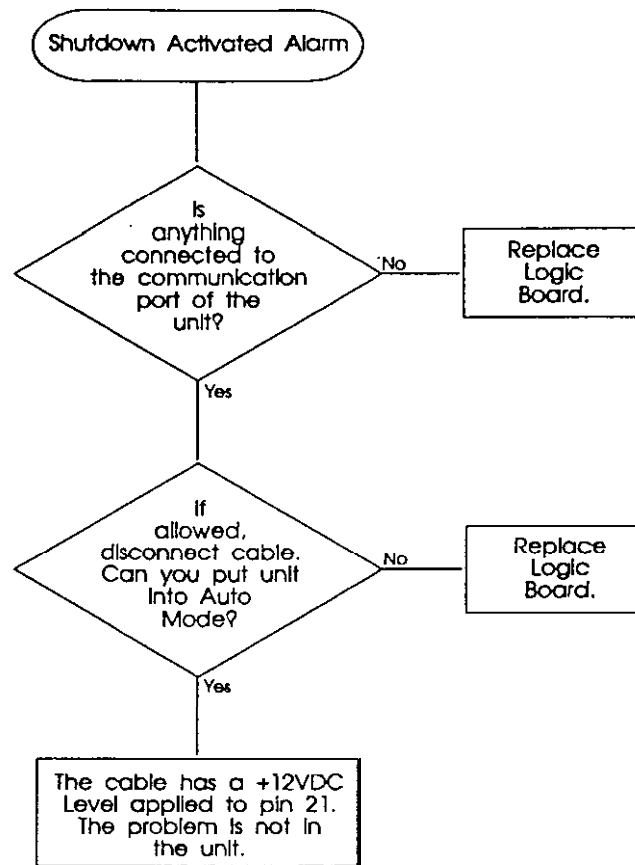 Shutdown Activated Alarm
Is
anything
connected to
the communication
port of the
unit?
No
Replace
Logic
Board.
Yes
If
allowed,
disconnect cable.
Can you put unit
into Auto
Mode?
No
Replace
Logic
Board.
Yes
The cable has a +12VDC
Level applied to pin 21.
The problem is not in
the unit.